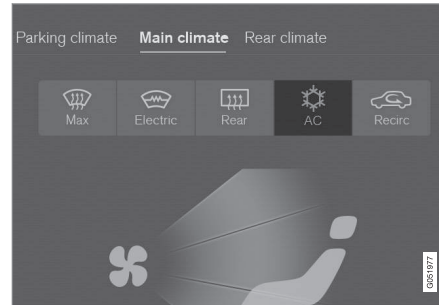 Parking climate Main climate Rear climate
Max Electric Rear AC Recirc
G051977